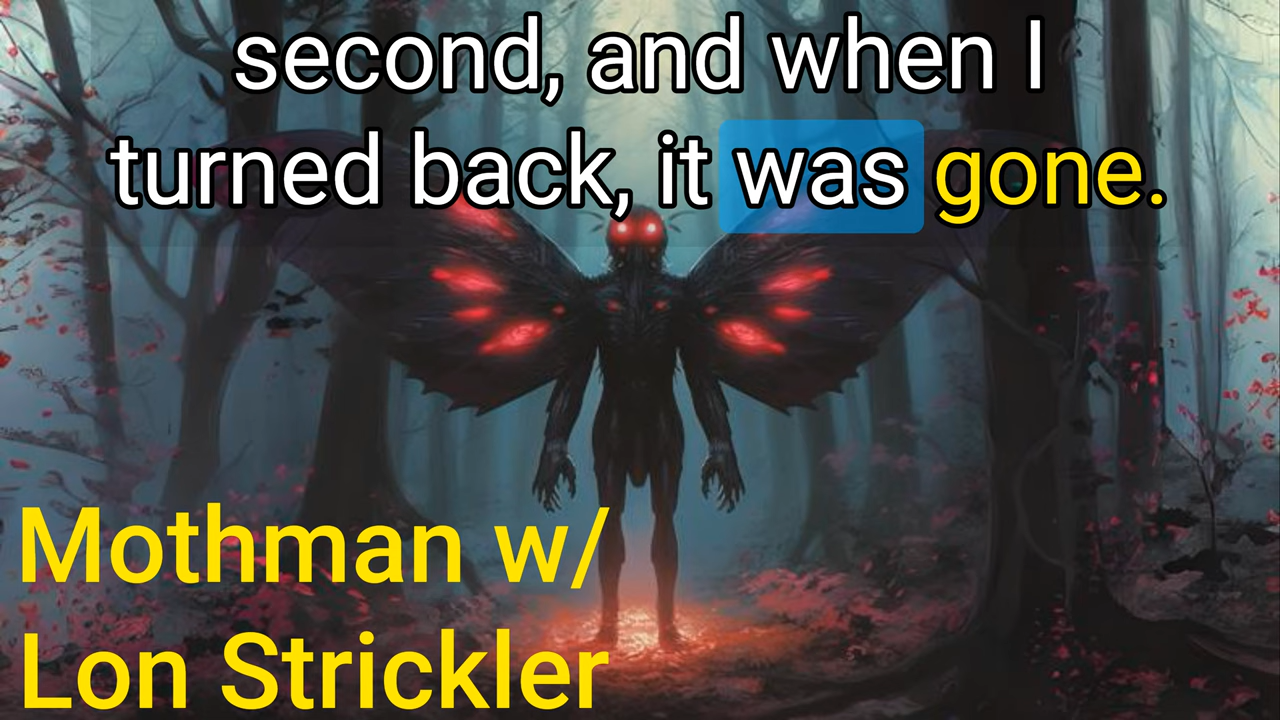 second, and when I
turned back, it was gone.
Mothman w/
Lon Strickler